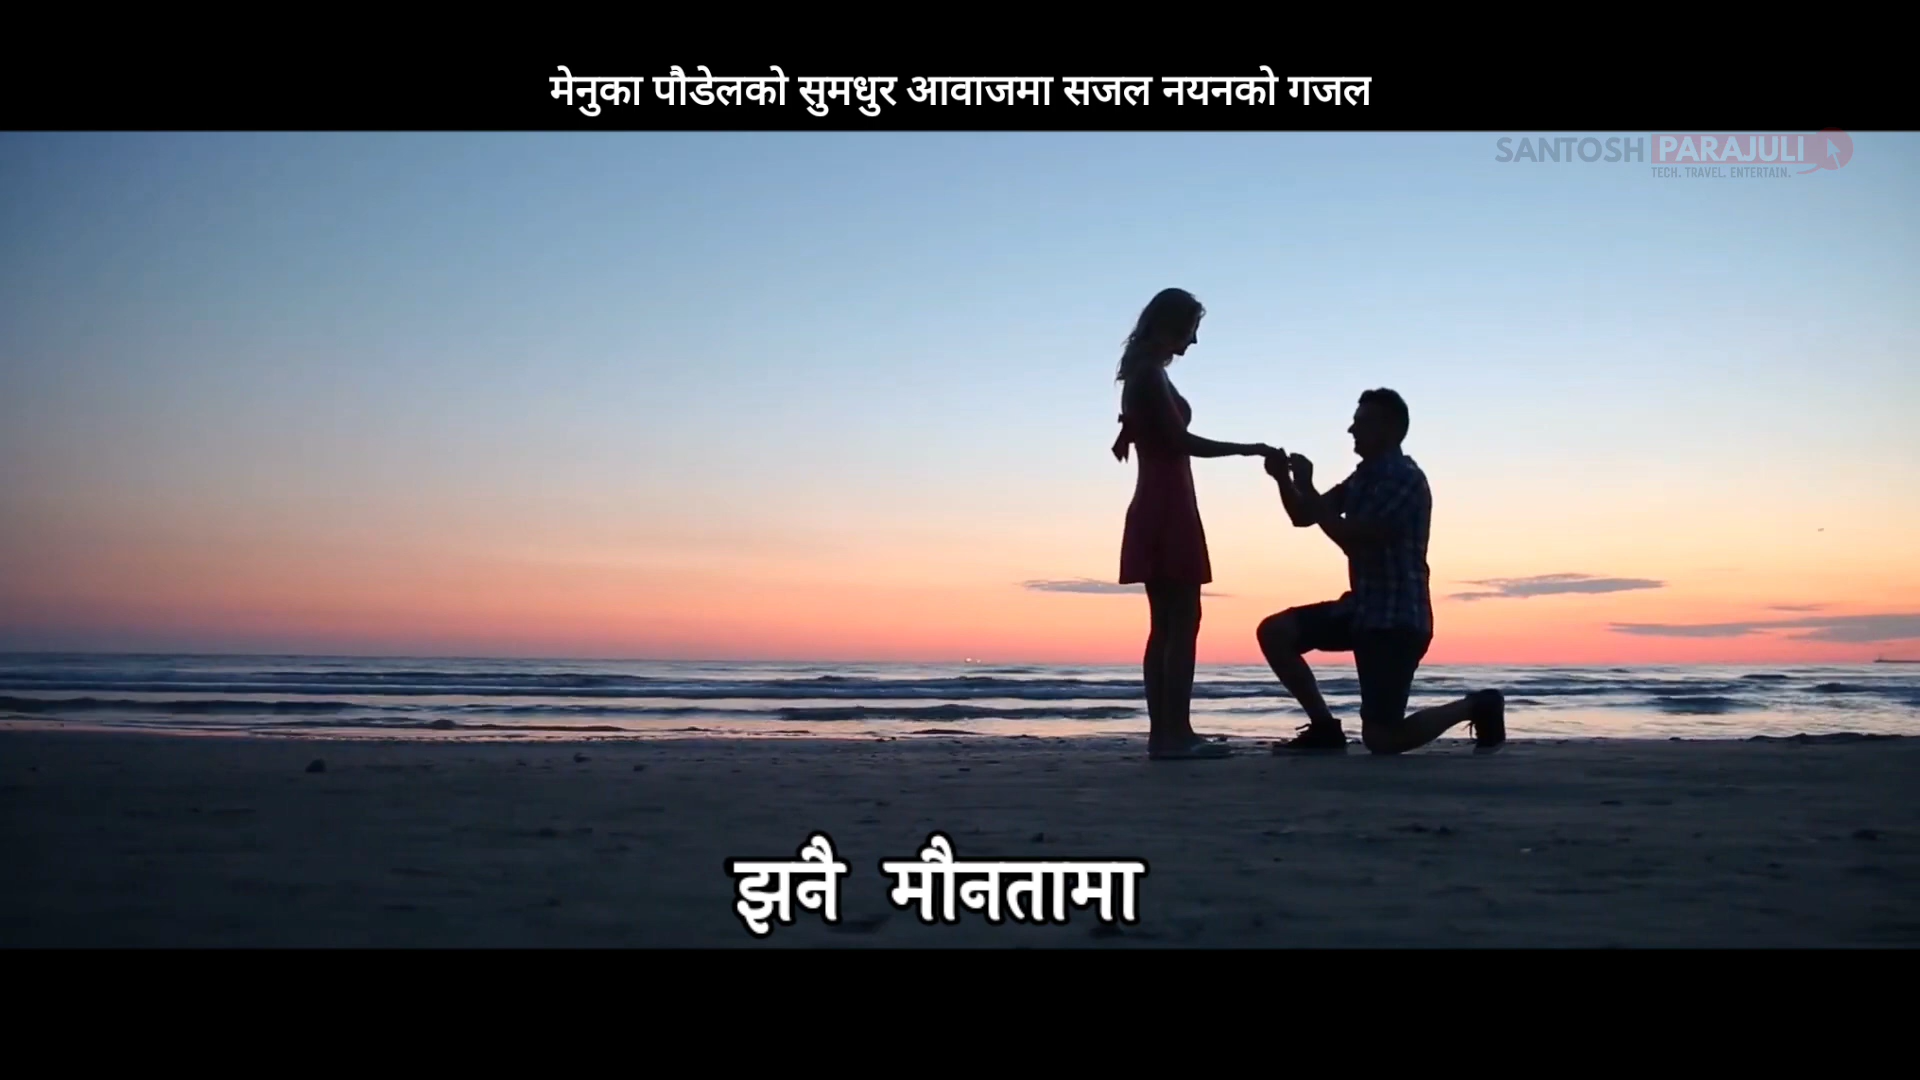 मेनुका पौडेलको सुमधुर आवाजमा सजल नयनको गजल
SANTOSH PARAJULI
TECH. TRAVEL. ENTERTAIN.
झनै मौनतामा